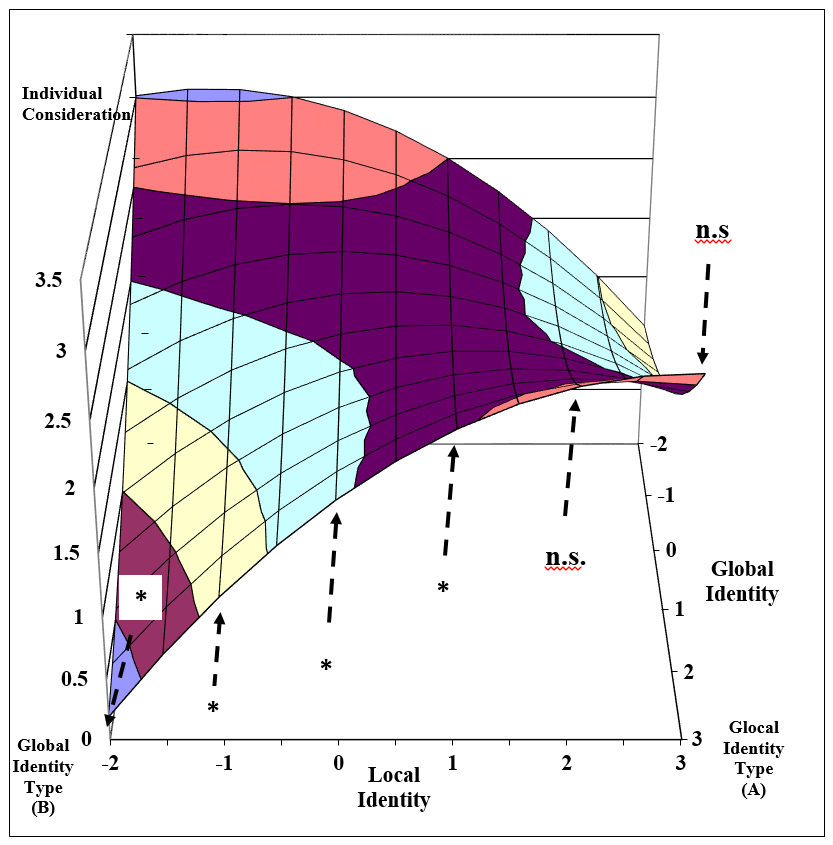 Individual
Consideration
n.s
3.5
3
2.5
2
1.5
1
0.5
0
-2
-1
0
1
2
3
n.s.
*
*
*
*
Global
Identity
Global
Identity
Type
(B)
-2
-1
0
1
2
3
Local
Identity
Glocal
Identity
Type
(A)